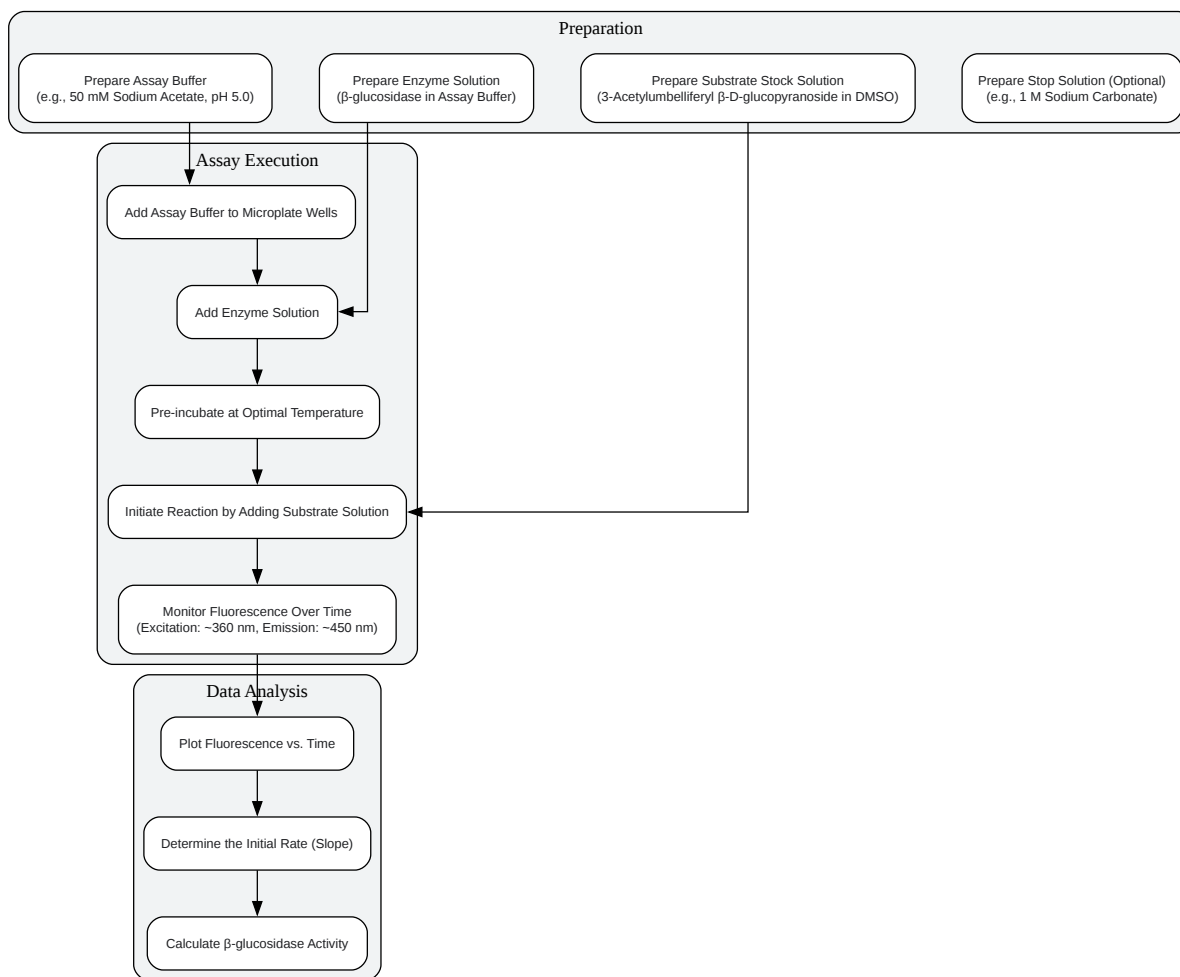 Preparation
Prepare Assay Buffer
(e.g., 50 mM Sodium Acetate, pH 5.0)
Prepare Enzyme Solution
(β-glucosidase in Assay Buffer)
Prepare Substrate Stock Solution
(3-Acetylumbelliferyl β-D-glucopyranoside in DMSO)
Prepare Stop Solution (Optional)
(e.g., 1 M Sodium Carbonate)
Assay Execution
Add Assay Buffer to Microplate Wells
Add Enzyme Solution
Pre-incubate at Optimal Temperature
Initiate Reaction by Adding Substrate Solution
Monitor Fluorescence Over Time
(Excitation: ~360 nm, Emission: ~450 nm)
Data Analysis
Plot Fluorescence vs. Time
Determine the Initial Rate (Slope)
Calculate β-glucosidase Activity